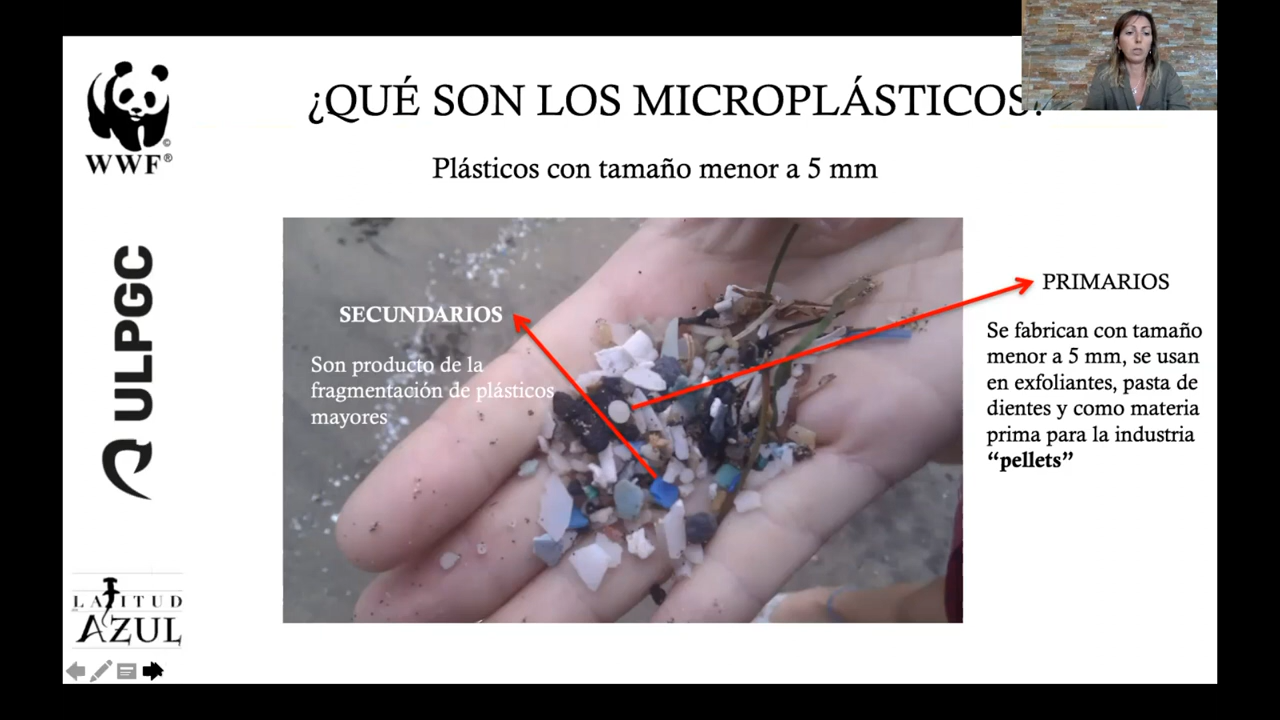 ¿QUÉ SON LOS MICROPLÁSTICOS?
Plásticos con tamaño menor a 5 mm
WWF®
©
ULPGC
LATITUD
AZUL
SECUNDARIOS
Son producto de la
fragmentación de plásticos
mayores
PRIMARIOS
Se fabrican con tamaño
menor a 5 mm, se usan
en exfoliantes, pasta de
dientes y como materia
prima para la industria
“pellets”